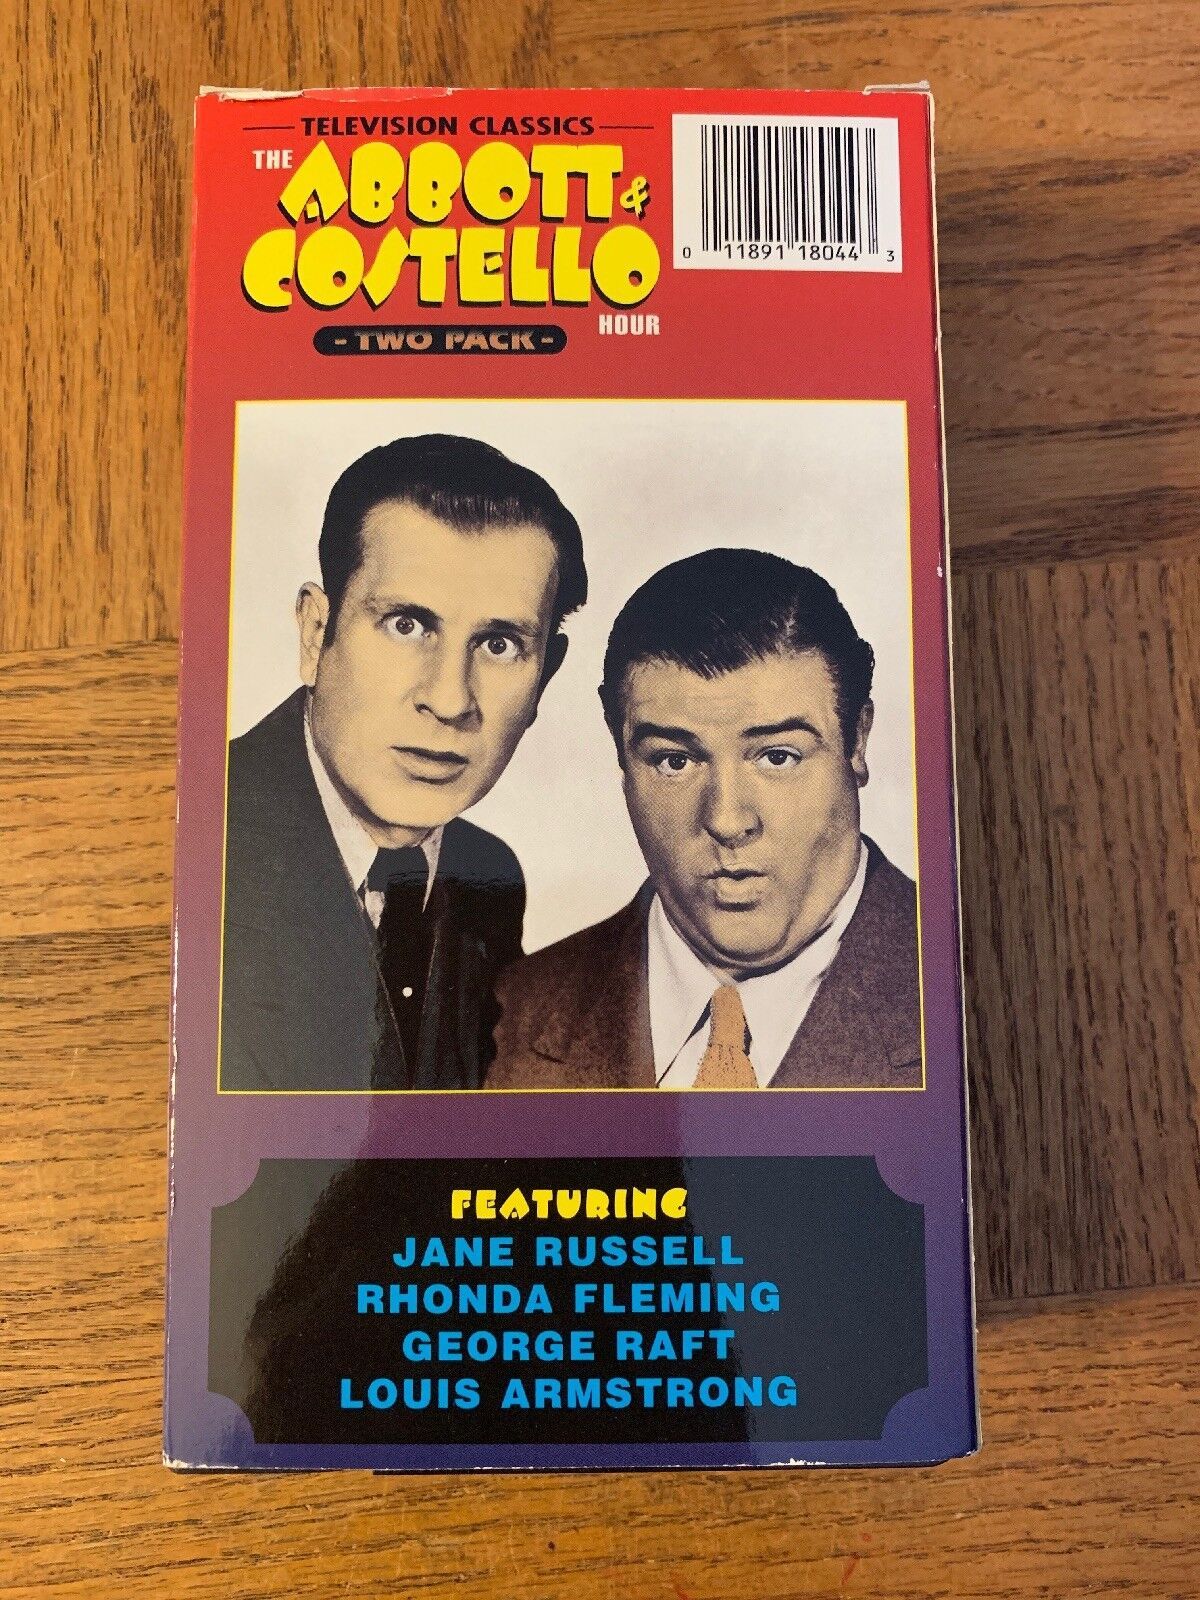 TELEVISION CLASSICS
THE
ABBOTT &
COSTELLO
HOUR
- TWO PACK -
0 11891 18044 3
FEATURING
JANE RUSSELL
RHONDA FLEMING
GEORGE RAFT
LOUIS ARMSTRONG